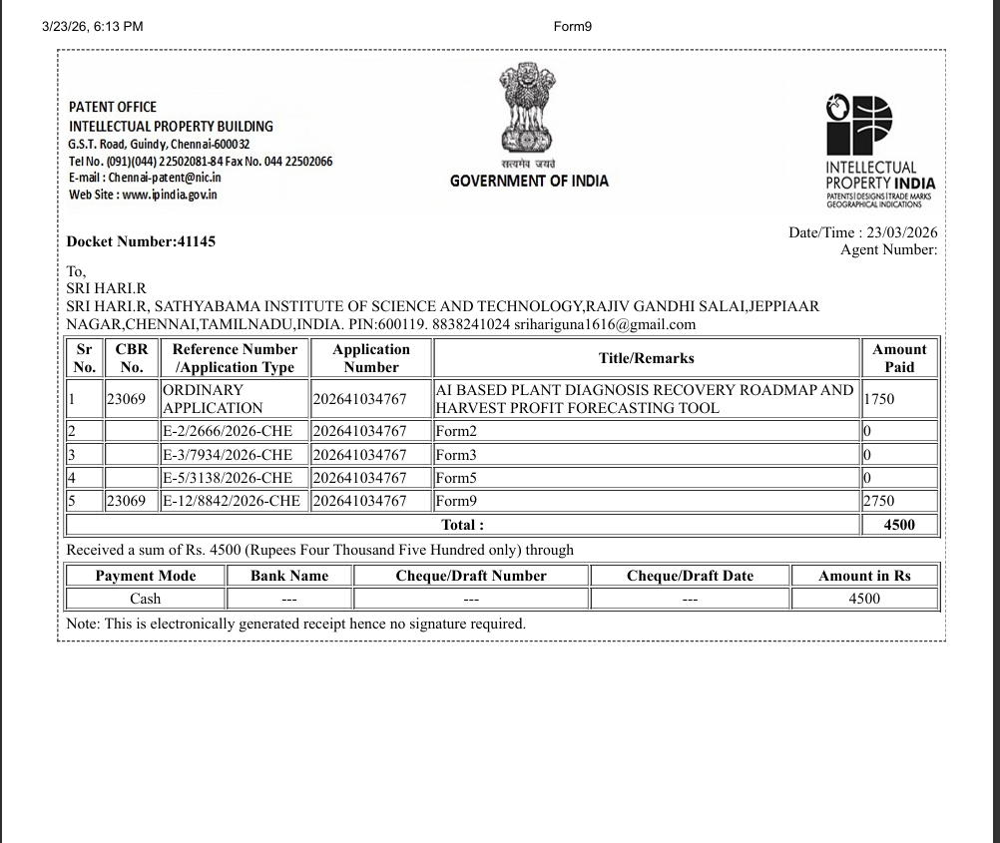 3/23/26, 6:13 PM
Form9
PATENT OFFICE
INTELLECTUAL PROPERTY BUILDING
G.S.T. Road, Guindy, Chennai-600032
Tel No. (091)(044) 22502081-84 Fax No. 044 22502066
E-mail : Chennai-patent@nic.in
Web Site : www.ipindia.gov.in
सत्यमेव जयते
GOVERNMENT OF INDIA
INTELLECTUAL
PROPERTY INDIA
PATENTS|DESIGNS|TRADE MARKS
GEOGRAPHICAL INDICATIONS
Docket Number:41145
Date/Time : 23/03/2026
Agent Number:
To,
SRI HARI.R
SRI HARI.R, SATHYABAMA INSTITUTE OF SCIENCE AND TECHNOLOGY,RAJIV GANDHI SALAI,JEPPIAAR
NAGAR,CHENNAI,TAMILNADU,INDIA. PIN:600119. 8838241024 srihariguna1616@gmail.com
Sr No. CBR No. Reference Number /Application Type Application Number Title/Remarks Amount Paid
1 23069 ORDINARY APPLICATION 202641034767 AI BASED PLANT DIAGNOSIS RECOVERY ROADMAP AND HARVEST PROFIT FORECASTING TOOL 1750
2 E-2/2666/2026-CHE 202641034767 Form2 0
3 E-3/7934/2026-CHE 202641034767 Form3 0
4 E-5/3138/2026-CHE 202641034767 Form5 0
5 23069 E-12/8842/2026-CHE 202641034767 Form9 2750
Total : 4500
Received a sum of Rs. 4500 (Rupees Four Thousand Five Hundred only) through
Payment Mode Bank Name Cheque/Draft Number Cheque/Draft Date Amount in Rs
Cash --- --- --- 4500
Note: This is electronically generated receipt hence no signature required.